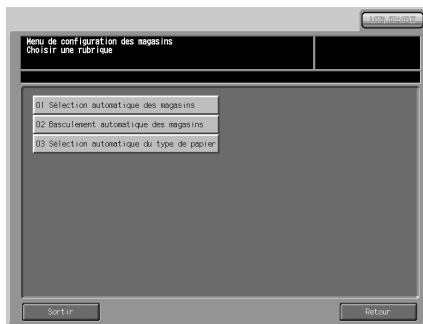 Menu de configuration des magasins
Choisir une rubrique
01 Sélection automatique des magasins
02 Basculement automatique des magasins
03 Sélection automatique du type de papier
Sortir
Retour